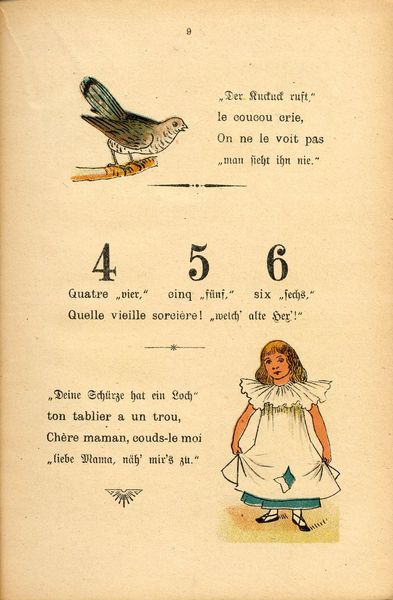 9
„Der Kuckuck ruft,“
le coucou crie,
On ne le voit pas
„man sieht ihn nie.“
4 5 6
Quatre „vier,“ cinq „fünf,“ six „sechs,“
Quelle vieille sorcière! „welch' alte Hex'!“
„Deine Schürze hat ein Loch“
ton tablier a un trou,
Chère maman, couds-le moi
„liebe Mama, näh' mir's zu.“